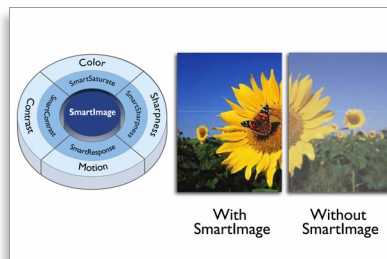 Color
SmartSaturate
Contrast
SmartContrast
SmartImage
SmartSharpness
Sharpness
SmartResponse
Motion
With
SmartImage
Without
SmartImage